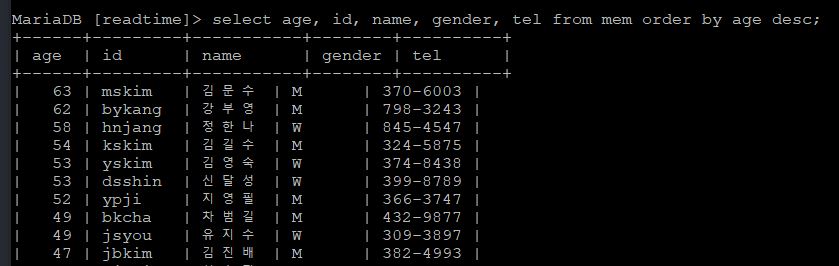 MariaDB [readtime]> select age, id, name, gender, tel from mem order by age desc;
+------+--------+-----------+--------+----------+
| age  | id     | name      | gender | tel      |
+------+--------+-----------+--------+----------+
|   63 | mskim  | 김문수 | M      | 370-6003 |
|   62 | bykang | 강부영 | M      | 798-3243 |
|   58 | hnjang | 정한나 | W      | 845-4547 |
|   54 | kskim  | 김길수 | M      | 324-5875 |
|   53 | yskim  | 김영숙 | W      | 374-8438 |
|   53 | dsshin | 신달성 | W      | 399-8789 |
|   52 | ypji   | 지영필 | M      | 366-3747 |
|   49 | bkcha  | 차범길 | M      | 432-9877 |
|   49 | jsyou  | 유지수 | W      | 309-3897 |
|   47 | jbkim  | 김진배 | M      | 382-4993 |